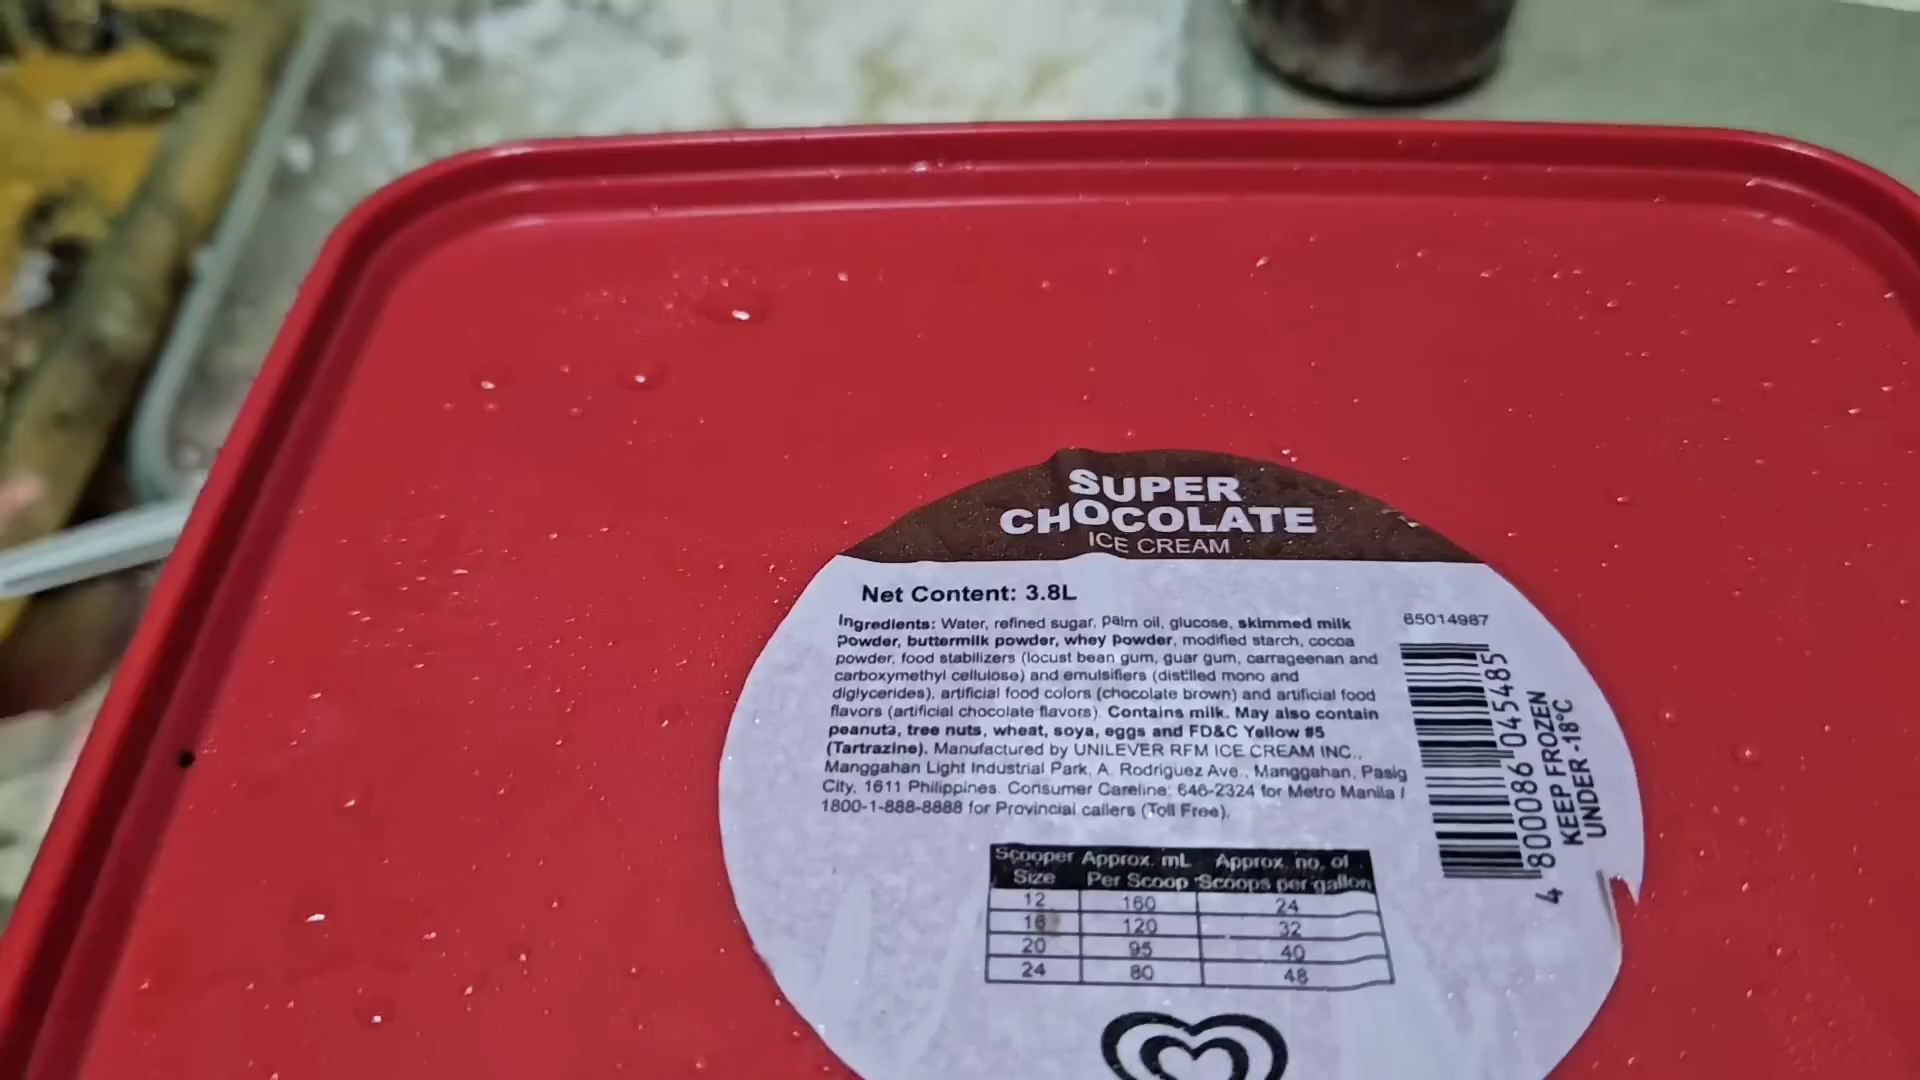 SUPER
CHOCOLATE
ICE CREAM
Net Content: 3.8L
Ingredients: Water, refined sugar, palm oil, glucose, skimmed milk
powder, buttermilk powder, whey powder, modified starch, cocoa
powder, food stabilizers (locust bean gum, guar gum, carrageenan and
carboxymethyl cellulose) and emulsifiers (distilled mono and
diglycerides), artificial food colors (chocolate brown) and artificial food
flavors (artificial chocolate flavors). Contains milk. May also contain
peanuts, tree nuts, wheat, soya, eggs and FD&C Yellow #5
(Tartrazine). Manufactured by UNILEVER RFM ICE CREAM INC.,
Manggahan Light Industrial Park, A. Rodriguez Ave., Manggahan, Pasig
City, 1611 Philippines. Consumer Careline: 646-2324 for Metro Manila /
1800-1-888-8888 for Provincial callers (Toll Free).
65014987
4 800086 045485
KEEP FROZEN
UNDER -18°C
Scooper Approx. mL Approx. no. of
Size Per Scoop Scoops per gallon
12 160 24
16 120 32
20 95 40
24 80 48